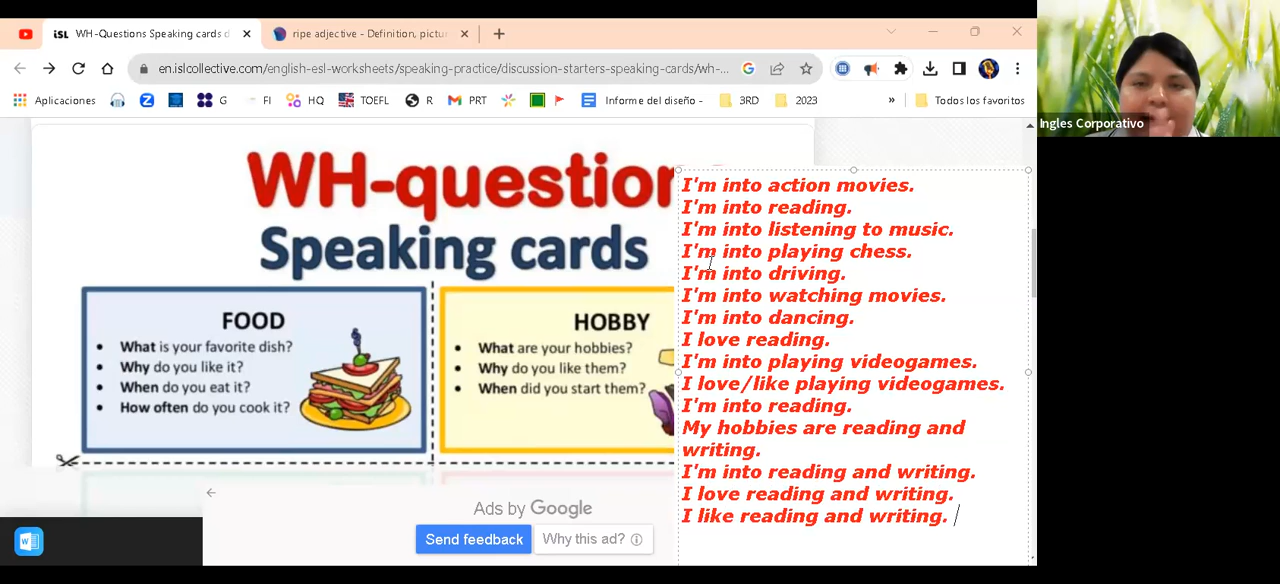 WH-Questions Speaking cards d
ripe adjective - Definition, pictur
en.islcollective.com/english-esl-worksheets/speaking-practice/discussion-starters-speaking-cards/wh-...
Aplicaciones G FI HQ TOEFL R PRT Informe del diseño - 3RD 2023 » Todos los favoritos
Ingles Corporativo
WH-question
Speaking cards
FOOD
What is your favorite dish?
Why do you like it?
When do you eat it?
How often do you cook it?
HOBBY
What are your hobbies?
Why do you like them?
When did you start them?
I'm into action movies.
I'm into reading.
I'm into listening to music.
I'm into playing chess.
I'm into driving.
I'm into watching movies.
I'm into dancing.
I love reading.
I'm into playing videogames.
I love/like playing videogames.
I'm into reading.
My hobbies are reading and
writing.
I'm into reading and writing.
I love reading and writing.
I like reading and writing.
Ads by Google
Send feedback Why this ad?